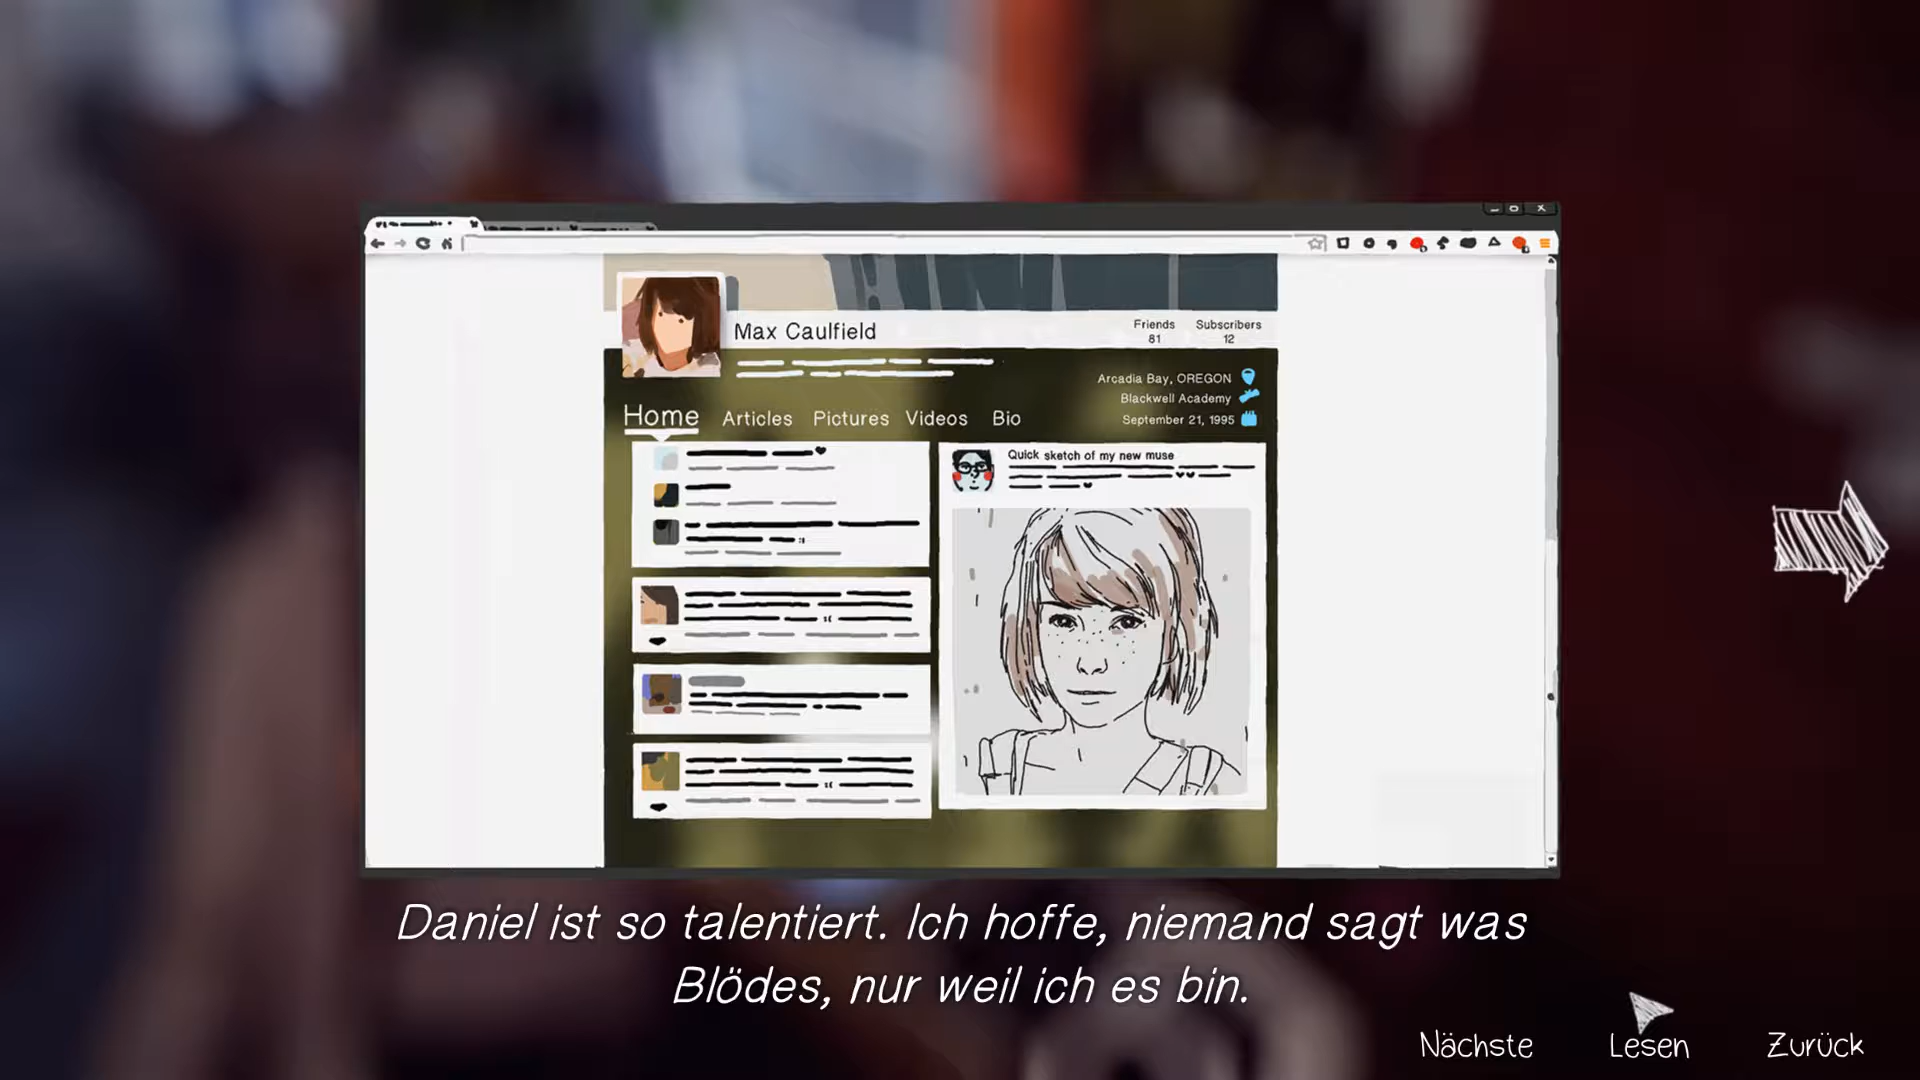 Max Caulfield
Friends
81
Subscribers
12
Arcadia Bay, OREGON
Blackwell Academy
September 21, 1995
Home Articles Pictures Videos Bio
Quick sketch of my new muse
Daniel ist so talentiert. Ich hoffe, niemand sagt was
Blödes, nur weil ich es bin.
Nächste Lesen Zurück